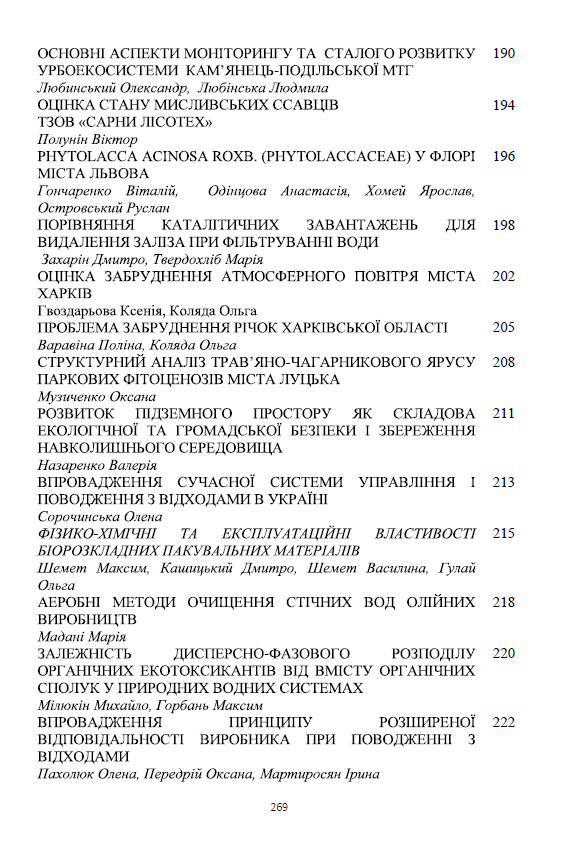 ОСНОВНІ АСПЕКТИ МОНІТОРИНГУ ТА СТАЛОГО РОЗВИТКУ 190
УРБОЕКОСИСТЕМИ КАМ’ЯНЕЦЬ-ПОДІЛЬСЬКОЇ МТГ
Любинський Олександр, Любінська Людмила
ОЦІНКА СТАНУ МИСЛИВСЬКИХ ССАВЦІВ 194
ТЗОВ «САРНИ ЛІСОТЕХ»
Полунін Віктор
PHYTOLACCA ACINOSA ROXB. (PHYTOLACCACEAE) У ФЛОРІ 196
МІСТА ЛЬВОВА
Гончаренко Віталій, Одінцова Анастасія, Хомей Ярослав,
Островський Руслан
ПОРІВНЯННЯ КАТАЛІТИЧНИХ ЗАВАНТАЖЕНЬ ДЛЯ 198
ВИДАЛЕННЯ ЗАЛІЗА ПРИ ФІЛЬТРУВАННІ ВОДИ
Захарін Дмитро, Твердохліб Марія
ОЦІНКА ЗАБРУДНЕННЯ АТМОСФЕРНОГО ПОВІТРЯ МІСТА 202
ХАРКІВ
Гвоздарьова Ксенія, Коляда Ольга
ПРОБЛЕМА ЗАБРУДНЕННЯ РІЧОК ХАРКІВСЬКОЇ ОБЛАСТІ 205
Варавіна Поліна, Коляда Ольга
СТРУКТУРНИЙ АНАЛІЗ ТРАВ’ЯНО-ЧАГАРНИКОВОГО ЯРУСУ 208
ПАРКОВИХ ФІТОЦЕНОЗІВ МІСТА ЛУЦЬКА
Музиченко Оксана
РОЗВИТОК ПІДЗЕМНОГО ПРОСТОРУ ЯК СКЛАДОВА 211
ЕКОЛОГІЧНОЇ ТА ГРОМАДСЬКОЇ БЕЗПЕКИ І ЗБЕРЕЖЕННЯ
НАВКОЛИШНЬОГО СЕРЕДОВИЩА
Назаренко Валерія
ВПРОВАДЖЕННЯ СУЧАСНОЇ СИСТЕМИ УПРАВЛІННЯ І 213
ПОВОДЖЕННЯ З ВІДХОДАМИ В УКРАЇНІ
Сорочинська Олена
ФІЗИКО-ХІМІЧНІ ТА ЕКСПЛУАТАЦІЙНІ ВЛАСТИВОСТІ 215
БІОРОЗКЛАДНИХ ПАКУВАЛЬНИХ МАТЕРІАЛІВ
Шемет Максим, Кашицький Дмитро, Шемет Василина, Гулай
Ольга
АЕРОБНІ МЕТОДИ ОЧИЩЕННЯ СТІЧНИХ ВОД ОЛІЙНИХ 218
ВИРОБНИЦТВ
Мадані Марія
ЗАЛЕЖНІСТЬ ДИСПЕРСНО-ФАЗОВОГО РОЗПОДІЛУ 220
ОРГАНІЧНИХ ЕКОТОКСИКАНТІВ ВІД ВМІСТУ ОРГАНІЧНИХ
СПОЛУК У ПРИРОДНИХ ВОДНИХ СИСТЕМАХ
Мілюкін Михайло, Горбань Максим
ВПРОВАДЖЕННЯ ПРИНЦИПУ РОЗШИРЕНОЇ 222
ВІДПОВІДАЛЬНОСТІ ВИРОБНИКА ПРИ ПОВОДЖЕННІ З
ВІДХОДАМИ
Пахолюк Олена, Передрій Оксана, Мартиросян Ірина
269